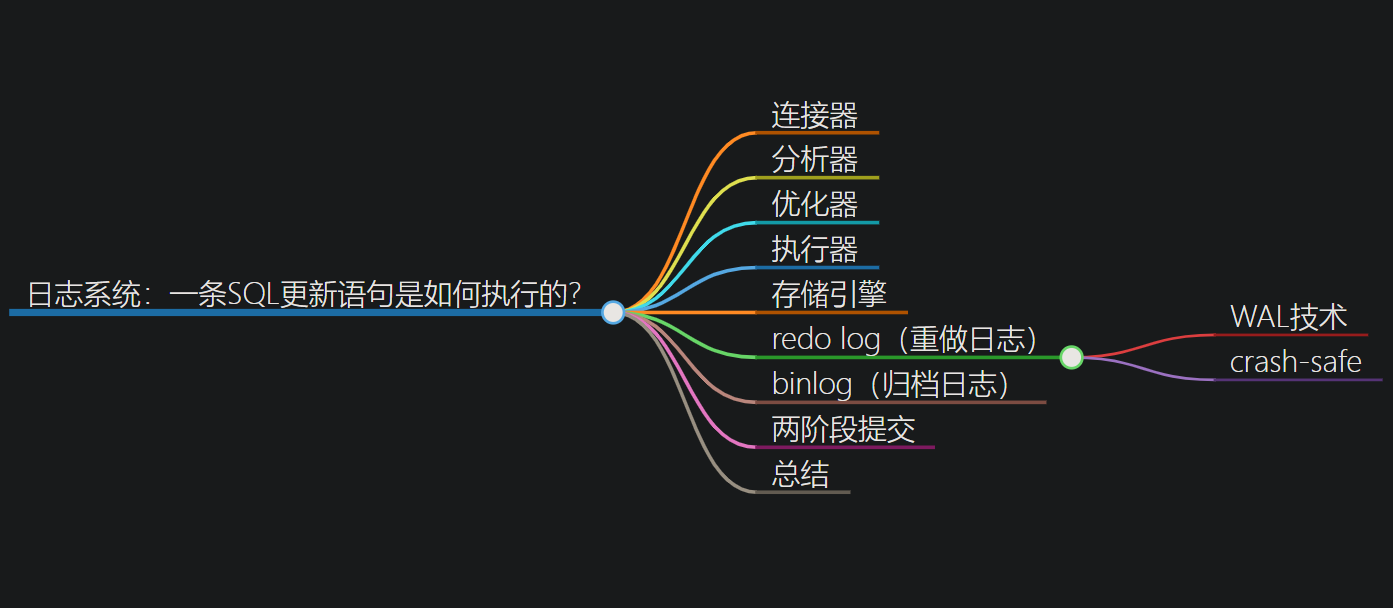 日志系统：一条SQL更新语句是如何执行的？
连接器
分析器
优化器
执行器
存储引擎
redo log（重做日志）
WAL技术
crash-safe
binlog（归档日志）
两阶段提交
总结